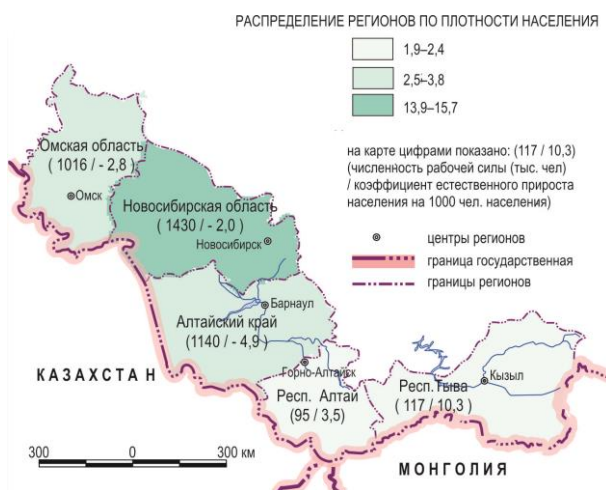 РАСПРЕДЕЛЕНИЕ РЕГИОНОВ ПО ПЛОТНОСТИ НАСЕЛЕНИЯ
1,9–2,4
2,5–3,8
13,9–15,7
на карте цифрами показано: (117 / 10,3)
(численность рабочей силы (тыс. чел)
/ коэффициент естественного прироста
населения на 1000 чел. населения)
центры регионов
граница государственная
границы регионов
Омская область
(1016 / - 2,8)
Омск
Новосибирская область
(1430 / - 2,0)
Новосибирск
Барнаул
Алтайский край
(1140 / - 4,9)
Горно-Алтайск
Респ. Алтай
(95 / 3,5)
Респ.Тыва
(117 / 10,3)
Кызыл
КАЗАХСТАН
МОНГОЛИЯ
300 0 300 км